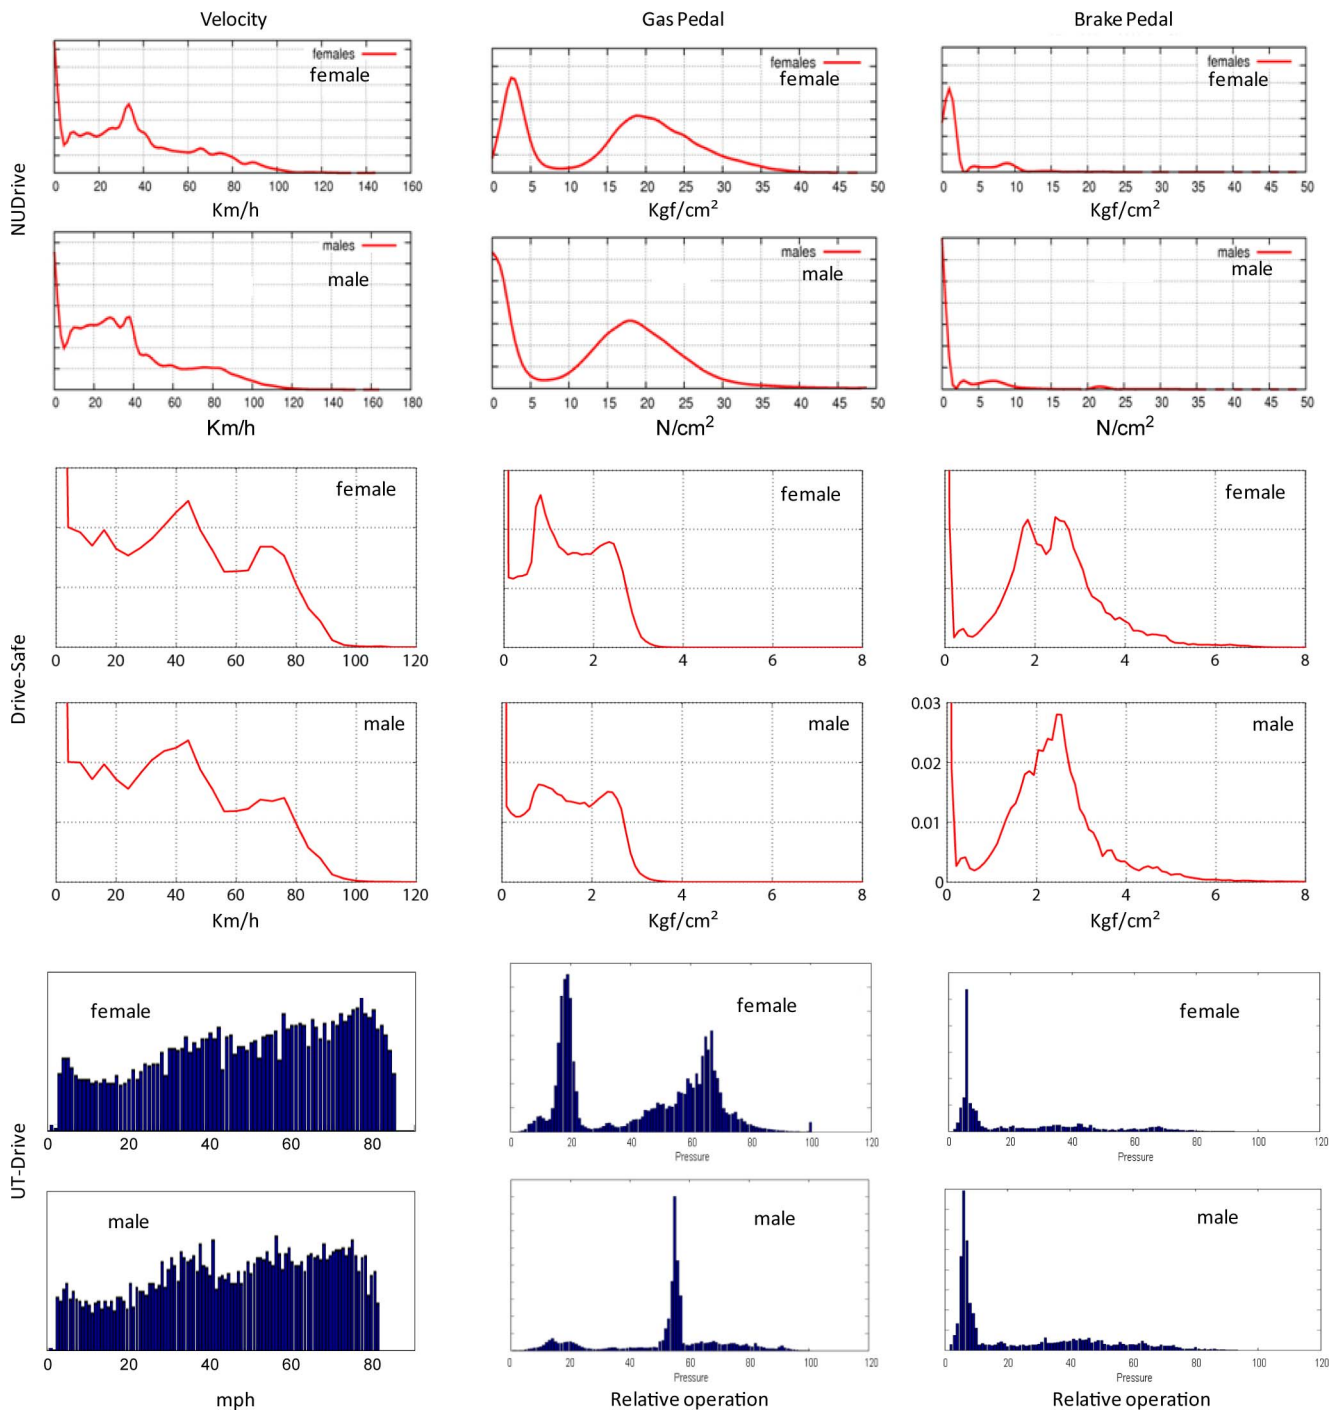 Velocity Gas Pedal Brake Pedal
NUDrive
females females females
female female female
0 20 40 60 80 100 120 140 160 0 5 10 15 20 25 30 35 40 45 50 0 5 10 15 20 25 30 35 40 45 50
Km/h Kgf/cm² Kgf/cm²
males males males
male male male
0 20 40 60 80 100 120 140 160 180 0 5 10 15 20 25 30 35 40 45 50 0 5 10 15 20 25 30 35 40 45 50
Km/h N/cm² N/cm²
Drive-Safe
female female female
0 20 40 60 80 100 120 0 2 4 6 8 0 2 4 6 8
male male male
0.03
0.02
0.01
0
0 20 40 60 80 100 120 0 2 4 6 8 0 2 4 6 8
Km/h Kgf/cm² Kgf/cm²
UT-Drive
female female female
0 20 40 60 80 0 20 40 60 80 100 120 0 20 40 60 80 100 120
Pressure Pressure
male male male
0 20 40 60 80 0 20 40 60 80 100 120 0 20 40 60 80 100 120
Pressure Pressure
mph Relative operation Relative operation